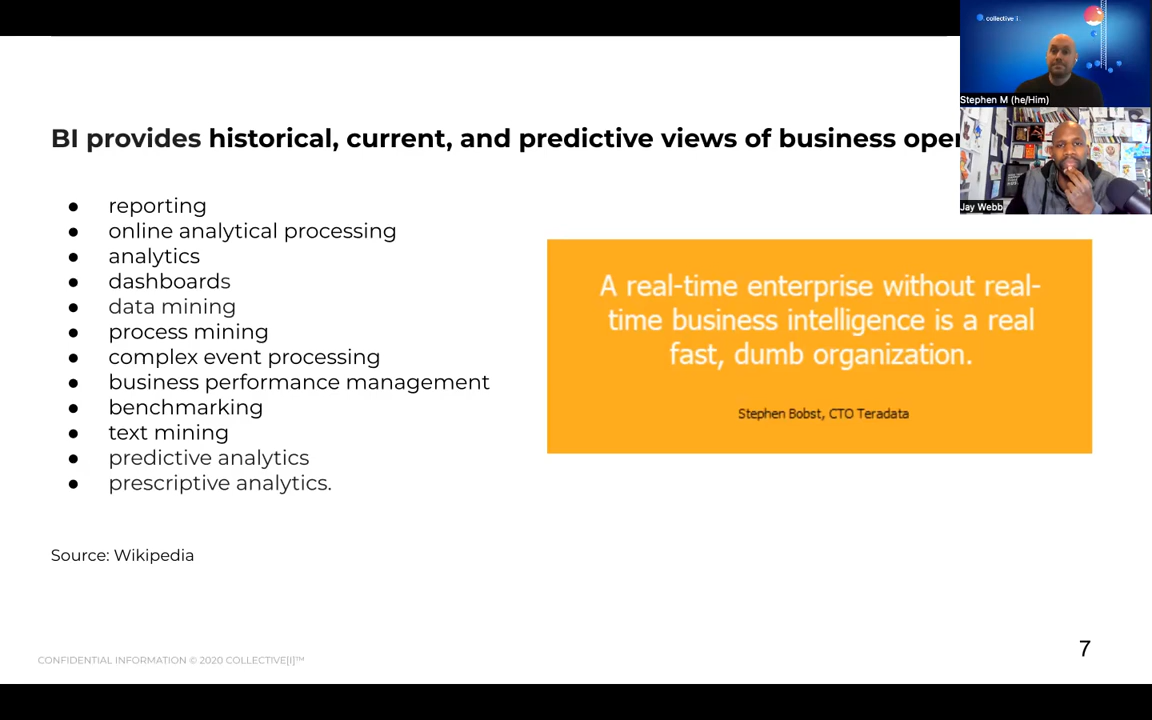 collective[i].
Stephen M (he/Him)
Jay Webb
BI provides historical, current, and predictive views of business oper
● reporting
● online analytical processing
● analytics
● dashboards
● data mining
● process mining
● complex event processing
● business performance management
● benchmarking
● text mining
● predictive analytics
● prescriptive analytics.
A real-time enterprise without real-
time business intelligence is a real
fast, dumb organization.
Stephen Bobst, CTO Teradata
Source: Wikipedia
CONFIDENTIAL INFORMATION © 2020 COLLECTIVE[I]™
7